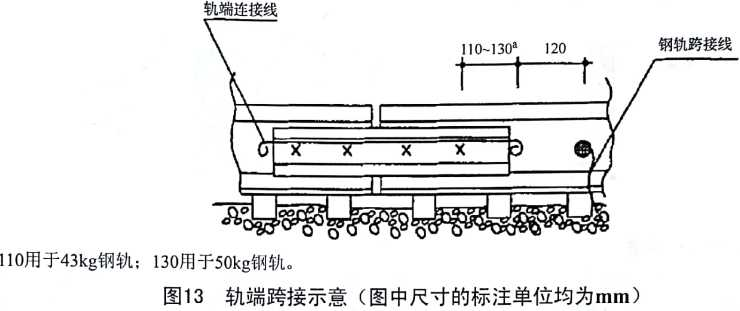 轨端连接线
110~130ª
120
钢轨跨接线
110用于43kg钢轨；130用于50kg钢轨。
图13 轨端跨接示意（图中尺寸的标注单位均为mm）